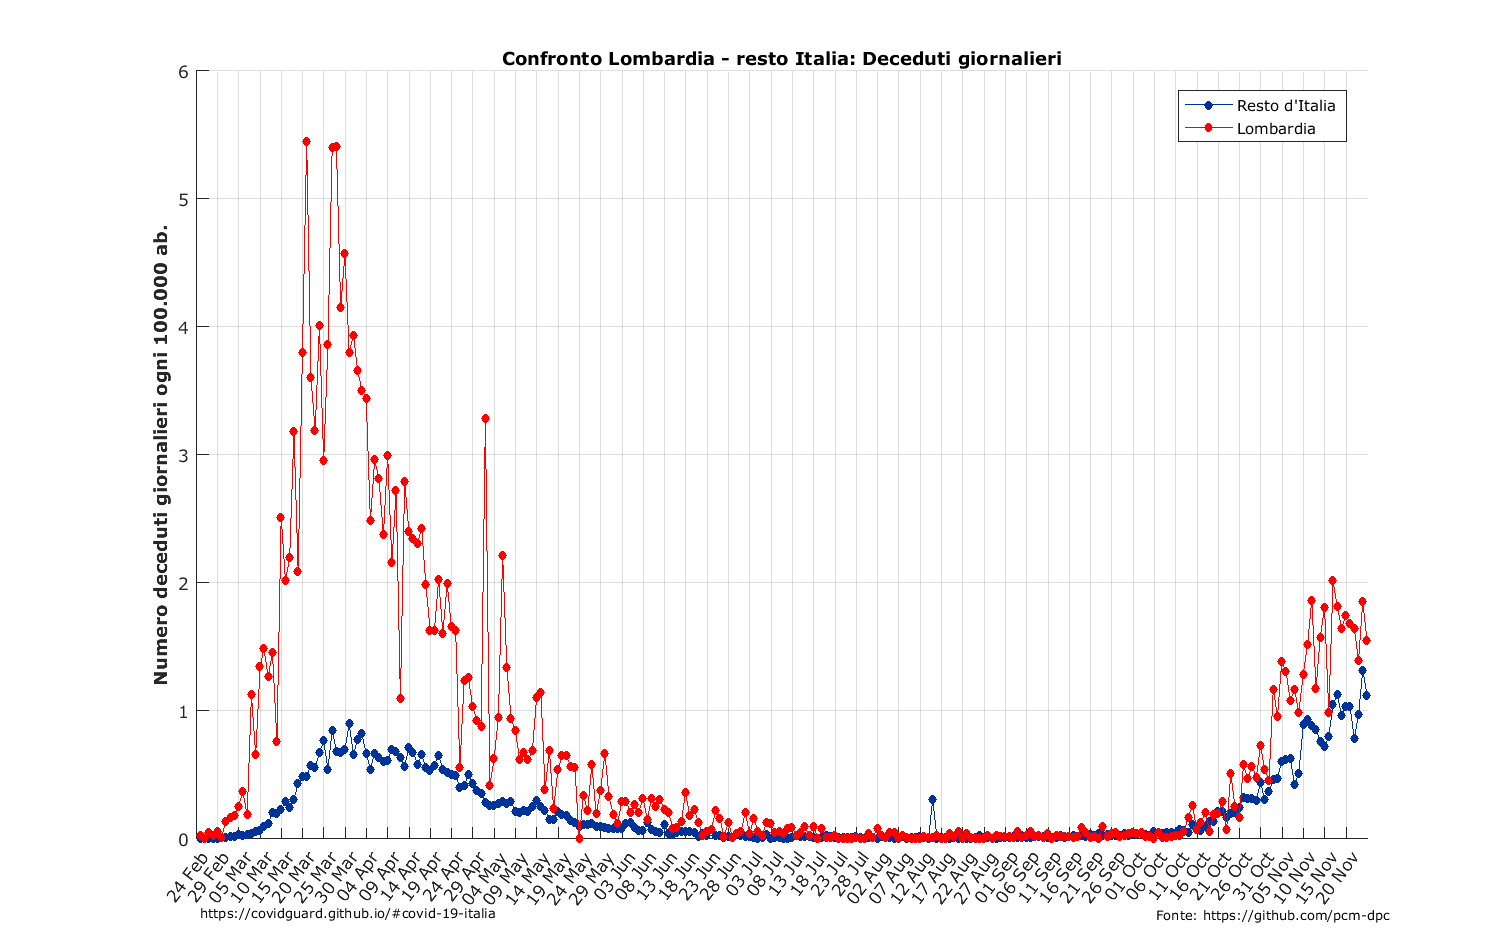 Confronto Lombardia - resto Italia: Deceduti giornalieri
6
5
4
3
2
1
0
Numero deceduti giornalieri ogni 100.000 ab.
Resto d'Italia
Lombardia
24 Feb
29 Feb
05 Mar
10 Mar
15 Mar
20 Mar
25 Mar
30 Mar
04 Apr
09 Apr
14 Apr
19 Apr
24 Apr
29 Apr
04 May
09 May
14 May
19 May
24 May
29 May
03 Jun
08 Jun
13 Jun
18 Jun
23 Jun
28 Jun
03 Jul
08 Jul
13 Jul
18 Jul
23 Jul
28 Jul
02 Aug
07 Aug
12 Aug
17 Aug
22 Aug
27 Aug
01 Sep
06 Sep
11 Sep
16 Sep
21 Sep
26 Sep
01 Oct
06 Oct
11 Oct
16 Oct
21 Oct
26 Oct
31 Oct
05 Nov
10 Nov
15 Nov
20 Nov
https://covidguard.github.io/#covid-19-italia
Fonte: https://github.com/pcm-dpc